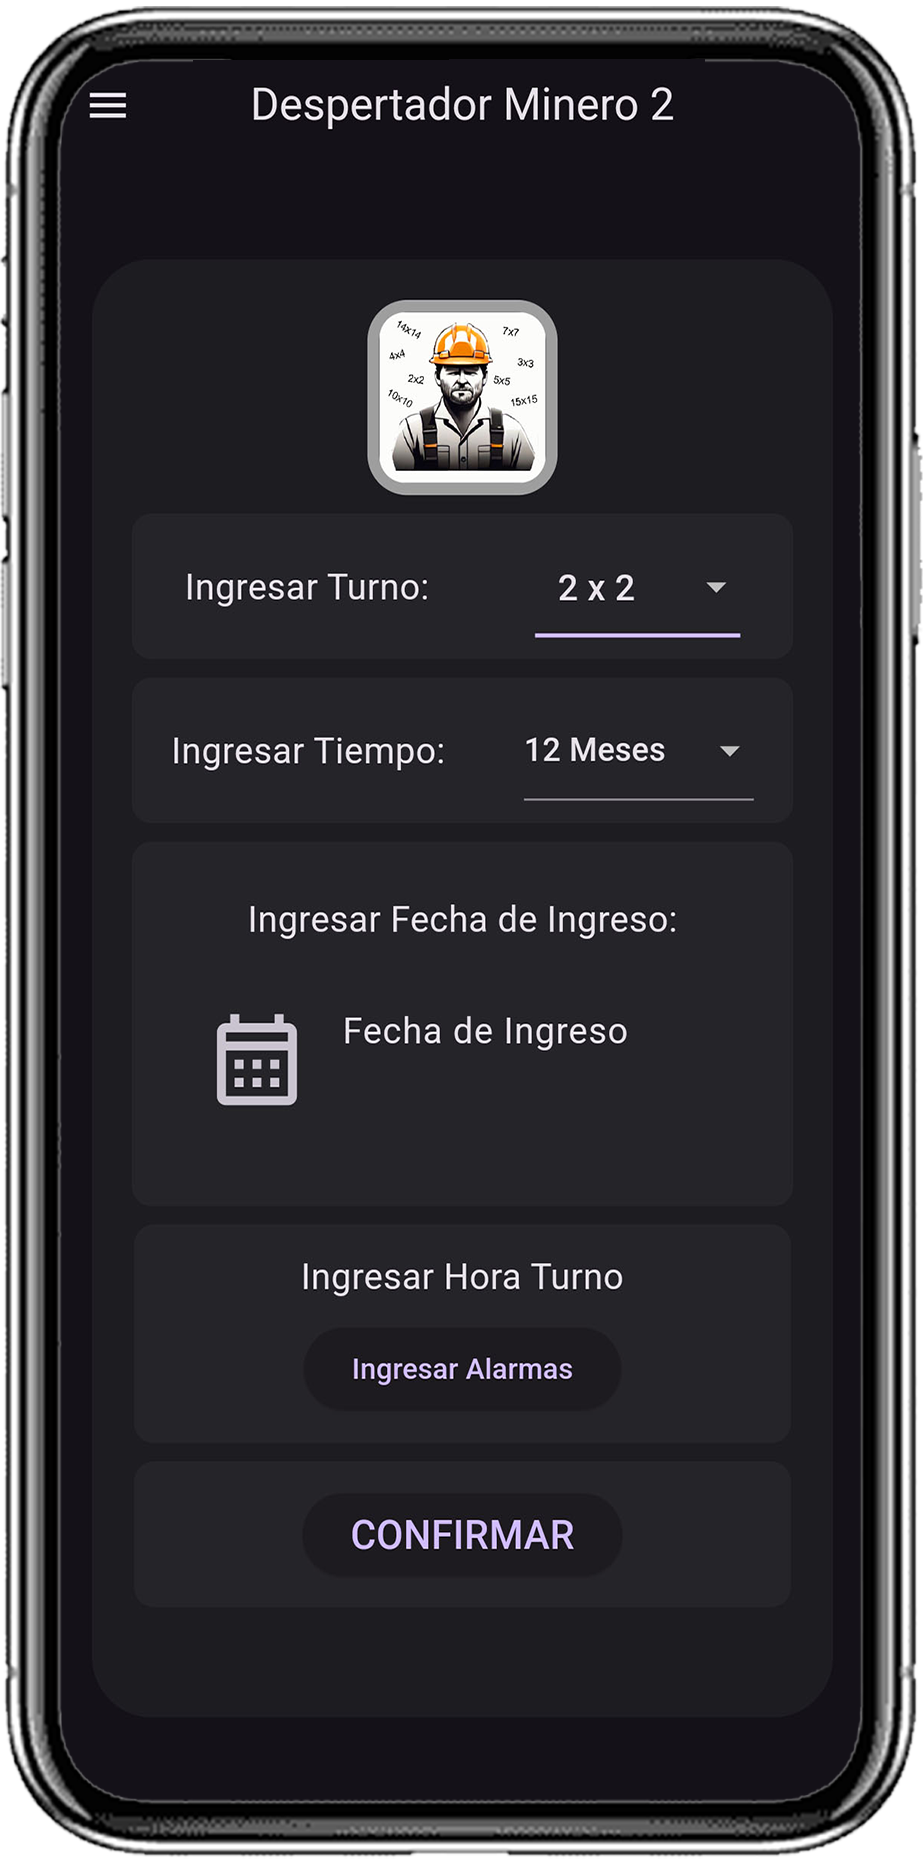 Despertador Minero 2
14x14
7x7
4x4
3x3
2x2
5x5
10x10
15x15
Ingresar Turno:
2 x 2
Ingresar Tiempo:
12 Meses
Ingresar Fecha de Ingreso:
Fecha de Ingreso
Ingresar Hora Turno
Ingresar Alarmas
CONFIRMAR